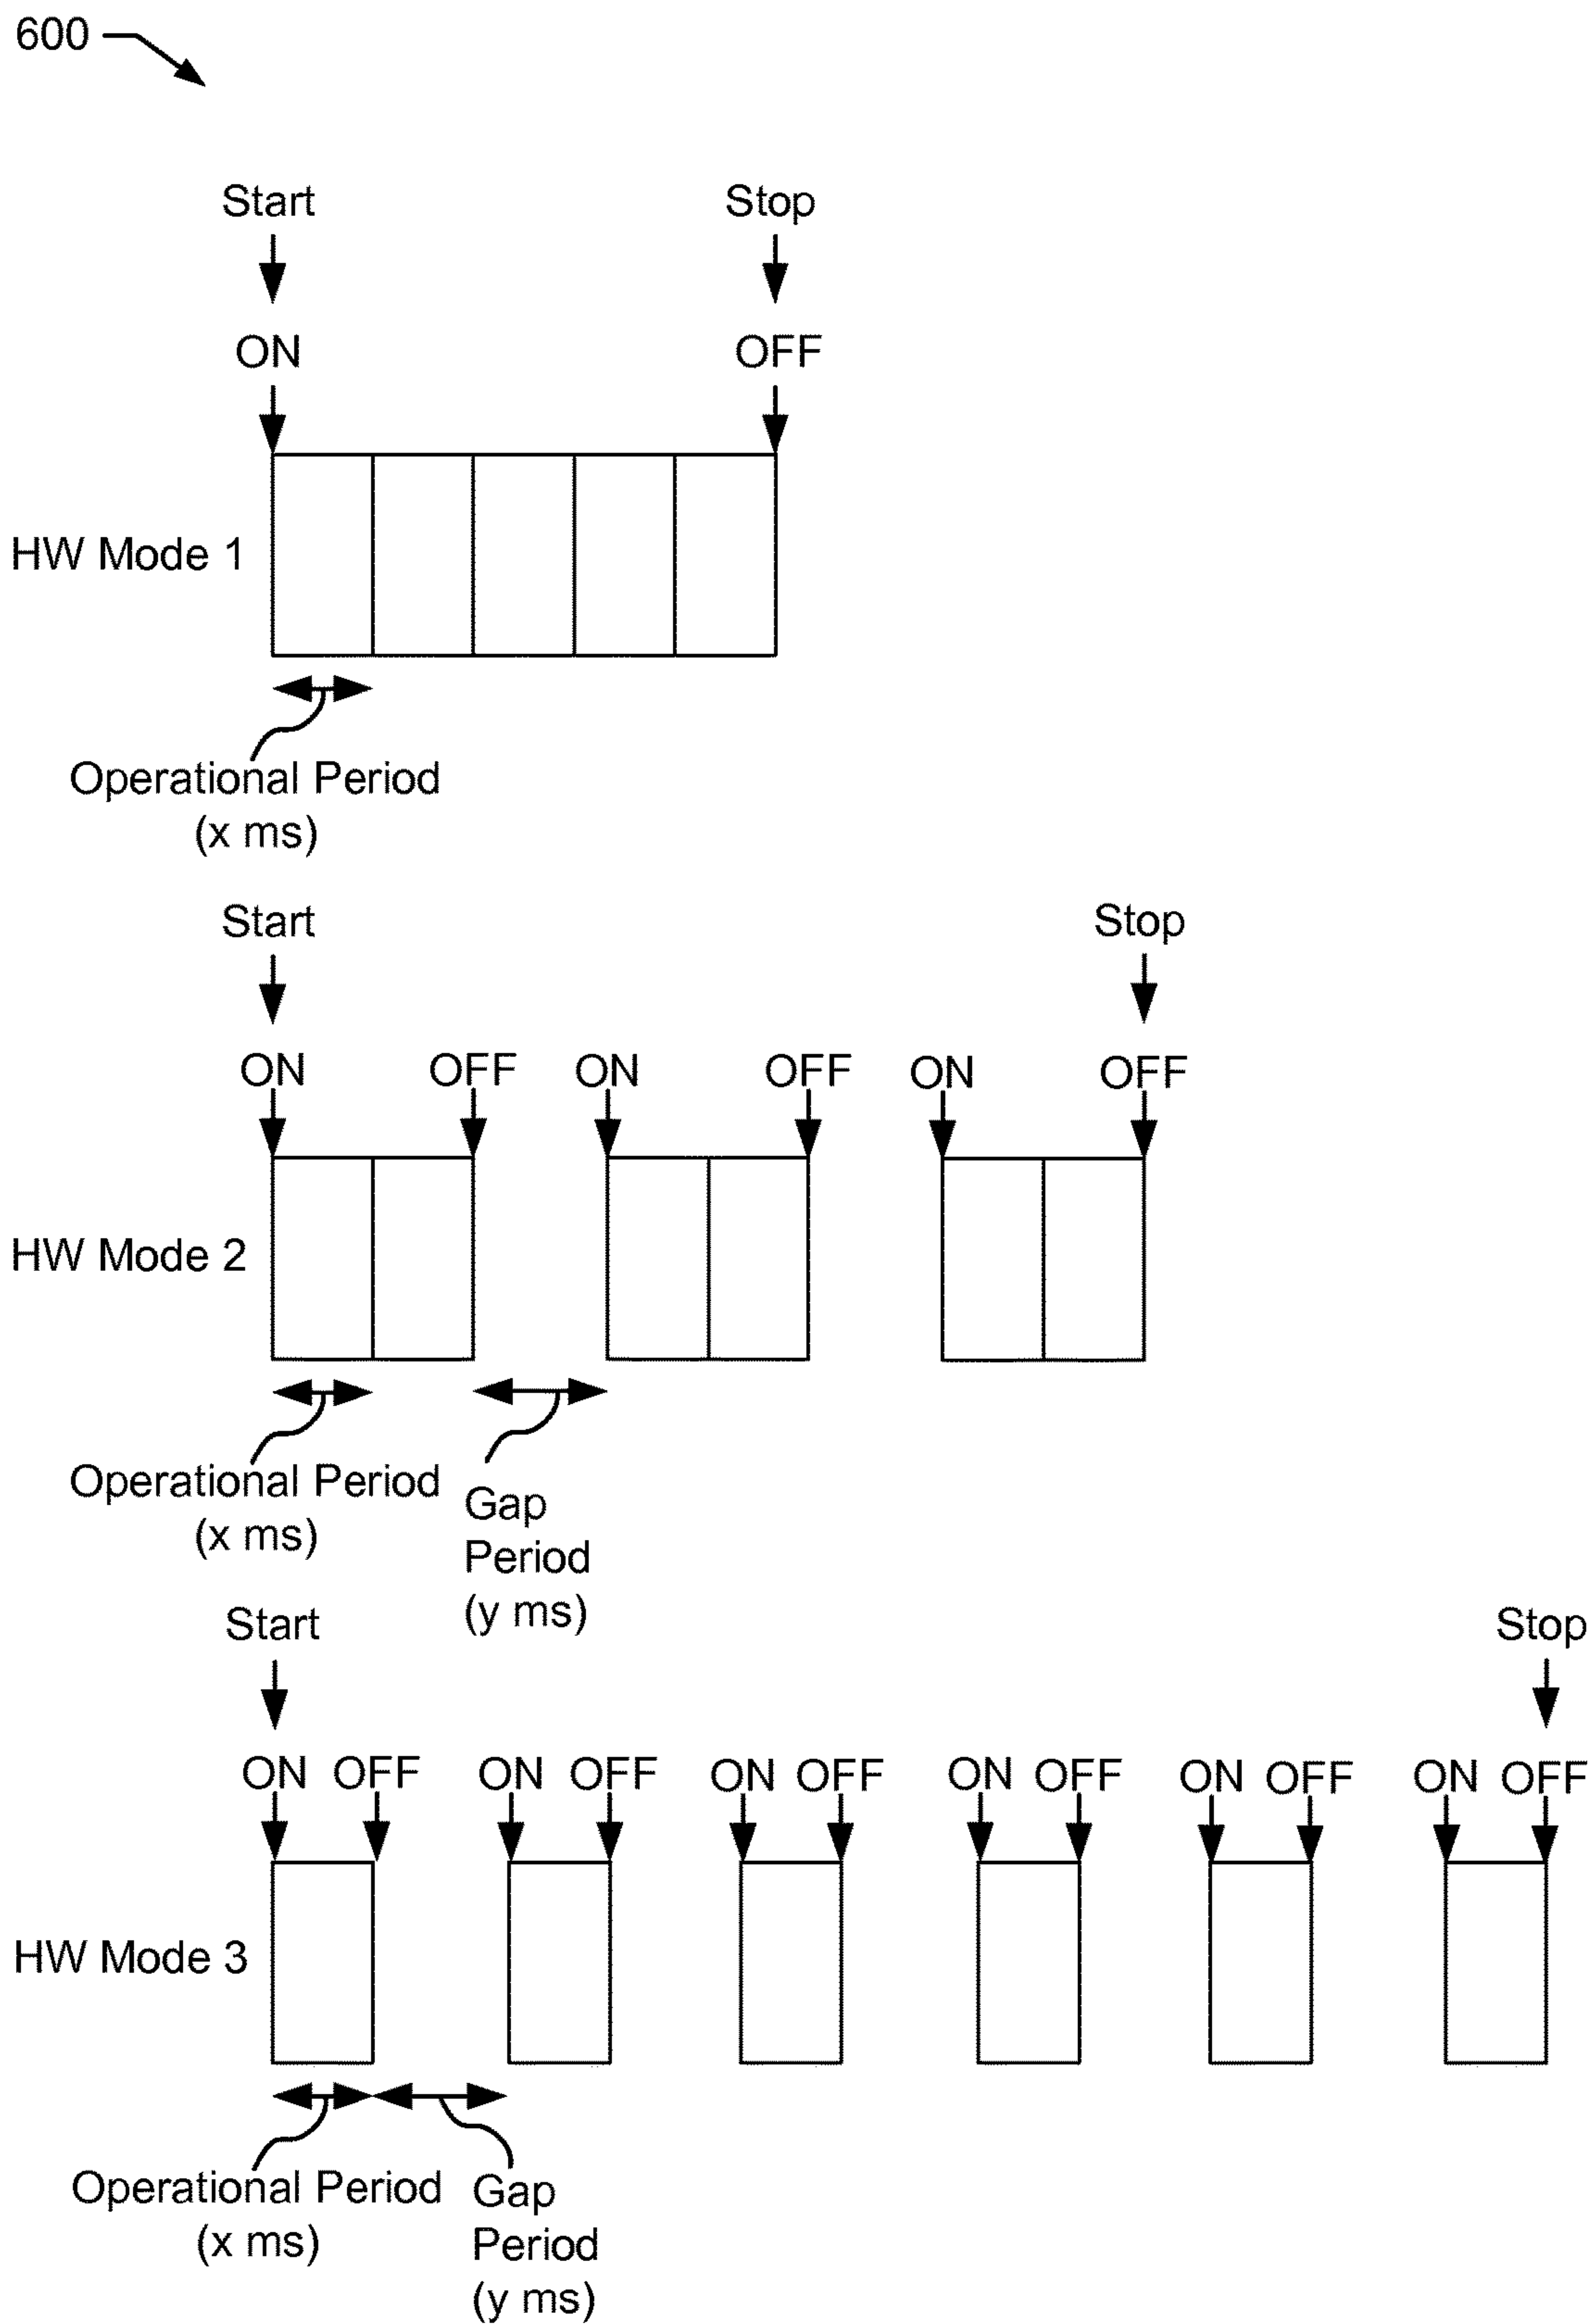 600
Start Stop
ON OFF
HW Mode 1
Operational Period
(x ms)
Start Stop
ON OFF ON OFF ON OFF
HW Mode 2
Operational Period
(x ms)
Gap
Period
(y ms)
Start Stop
ON OFF ON OFF ON OFF ON OFF ON OFF ON OFF
HW Mode 3
Operational Period
(x ms)
Gap
Period
(y ms)